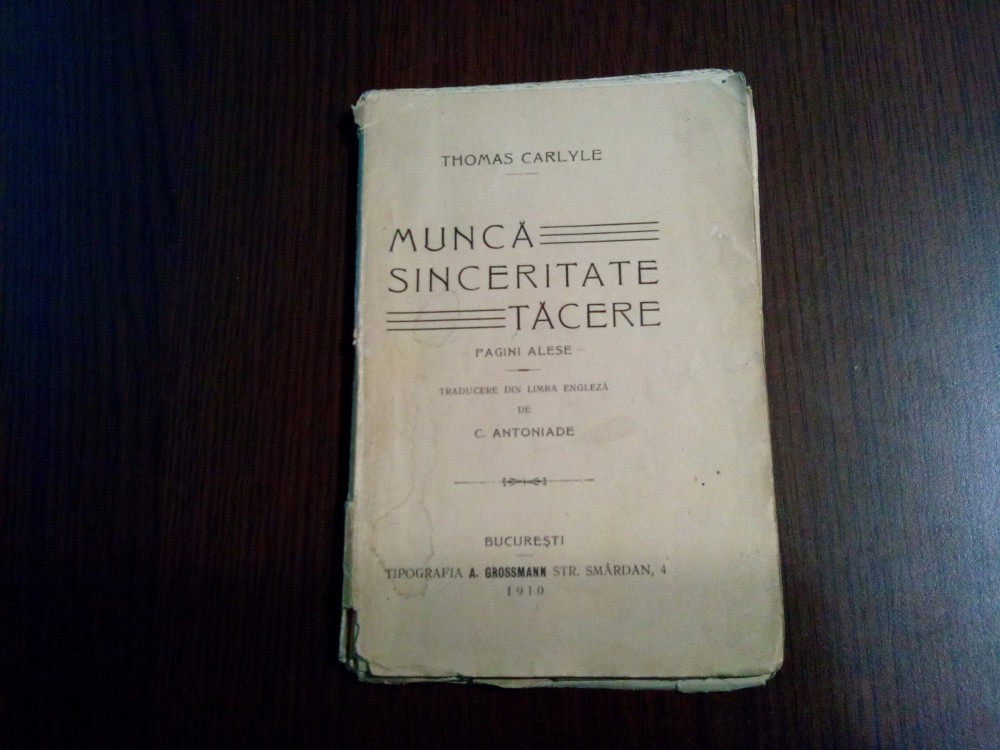 THOMAS CARLYLE
MUNCĂ
SINCERITATE
TĂCERE
- PAGINI ALESE -
TRADUCERE DIN LIMBA ENGLEZĂ
DE
C. ANTONIADE
BUCUREȘTI
TIPOGRAFIA A. GROSSMANN STR. SMÂRDAN, 4
1910